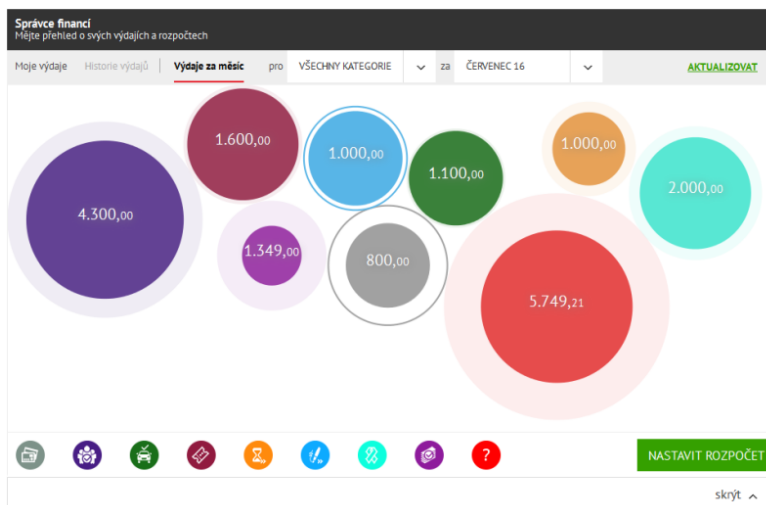 Správce financí
Mějte přehled o svých výdajích a rozpočtech
Moje výdaje Historie výdajů Výdaje za měsíc pro VŠECHNY KATEGORIE za ČERVENEC 16 AKTUALIZOVAT
1.600,00
1.000,00
1.000,00
1.100,00
2.000,00
4.300,00
1.349,00
800,00
5.749,21
?
NASTAVIT ROZPOČET
skrýt